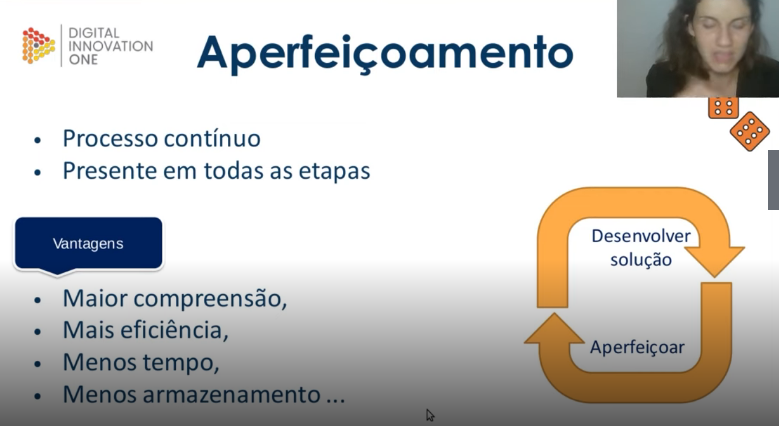 DIGITAL
INNOVATION
ONE
Aperfeiçoamento
• Processo contínuo
• Presente em todas as etapas
Vantagens
• Maior compreensão,
• Mais eficiência,
• Menos tempo,
• Menos armazenamento ...
Desenvolver
solução
Aperfeiçoar